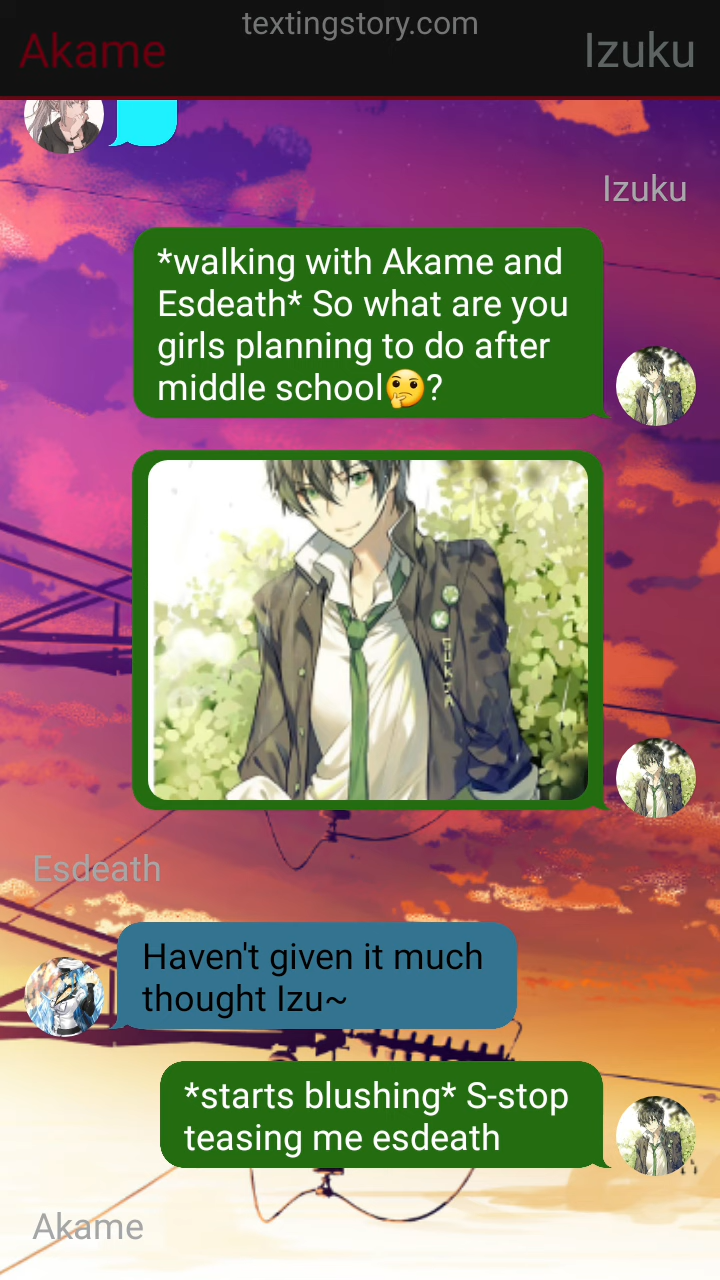 textingstory.com
Akame
Izuku
Izuku
*walking with Akame and
Esdeath* So what are you
girls planning to do after
middle school🤔?
Esdeath
Haven't given it much
thought Izu~
*starts blushing* S-stop
teasing me esdeath
Akame